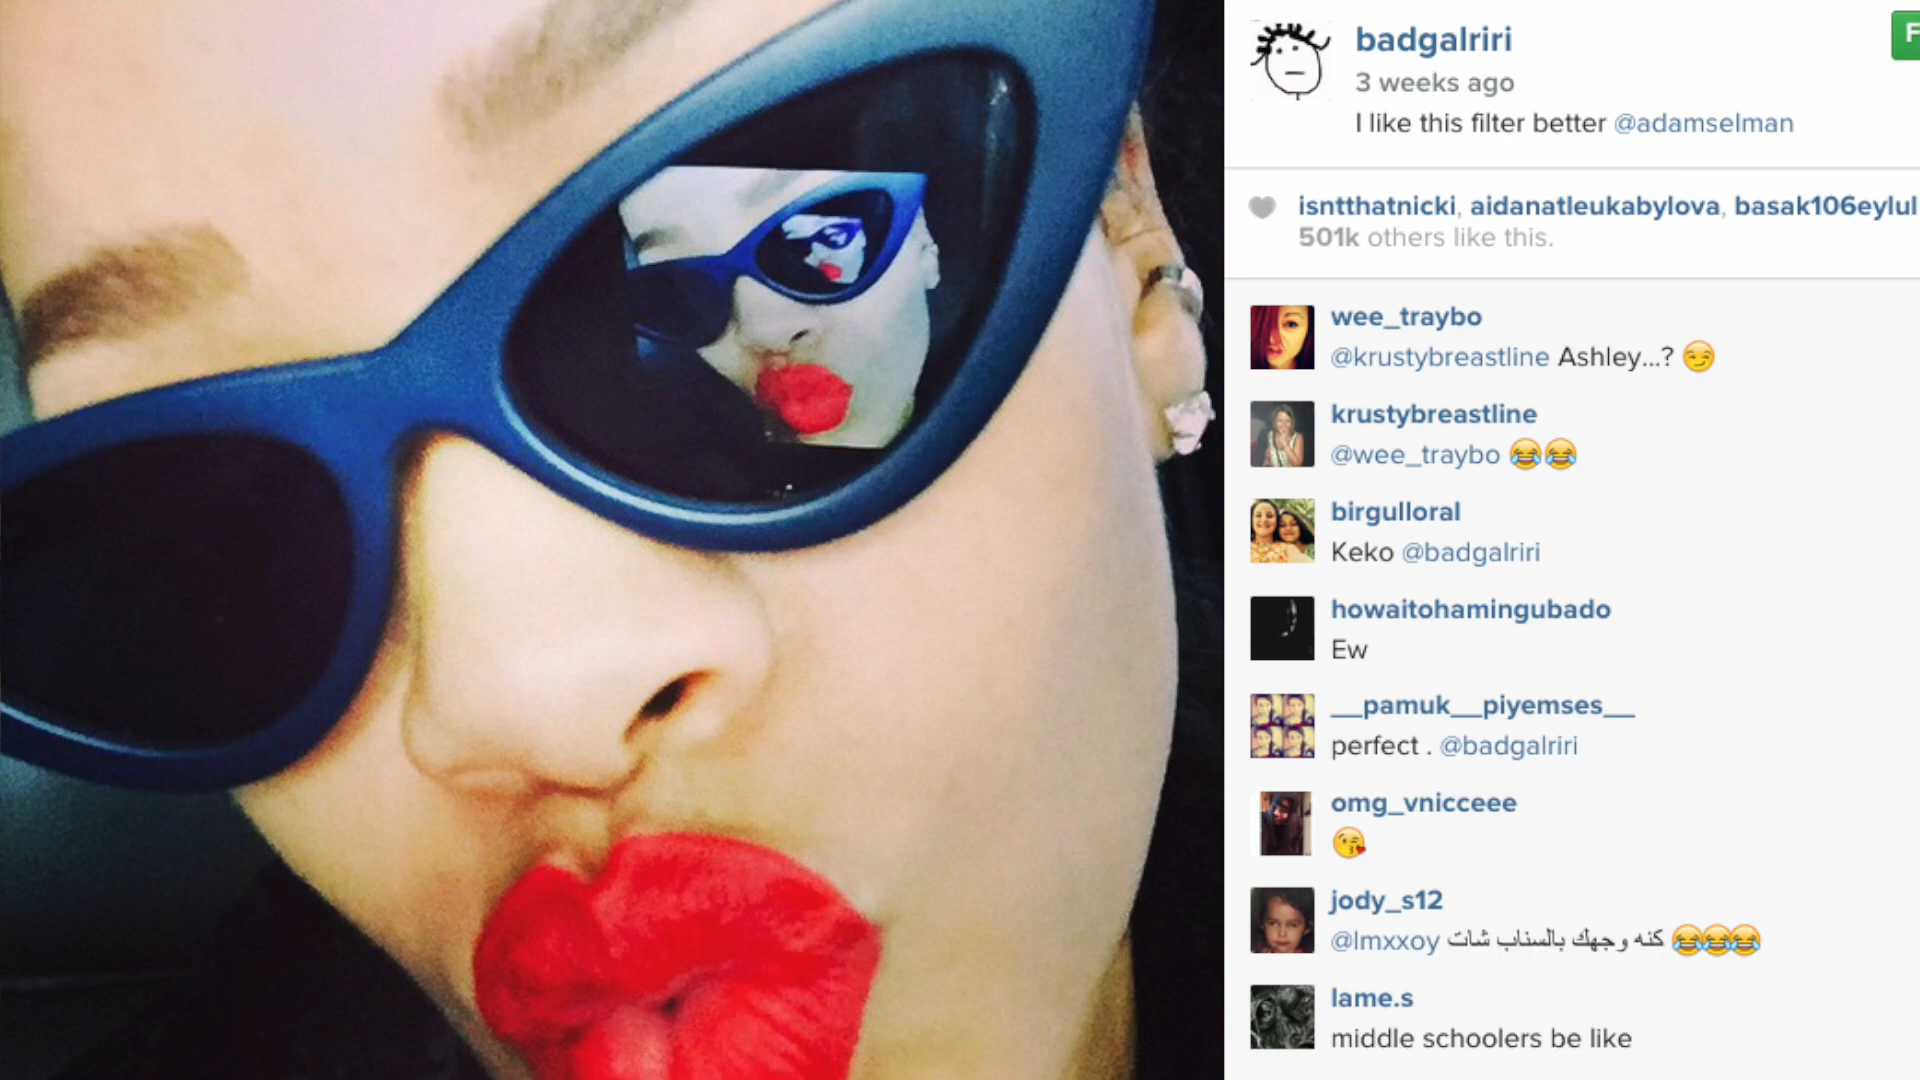 badgalriri
3 weeks ago
I like this filter better @adamselman
isntthatnicki, aidanatleukabylova, basak106eylul
501k others like this.
wee_traybo
@krustybreastline Ashley...? 😏
krustybreastline
@wee_traybo 😂😂
birgulloral
Keko @badgalriri
howaitohamingubado
Ew
__pamuk__piyemses__
perfect . @badgalriri
omg_vnicceee
😘
jody_s12
@lmxxoy كنه وجهك بالسناب شات 😂😂😂
lame.s
middle schoolers be like